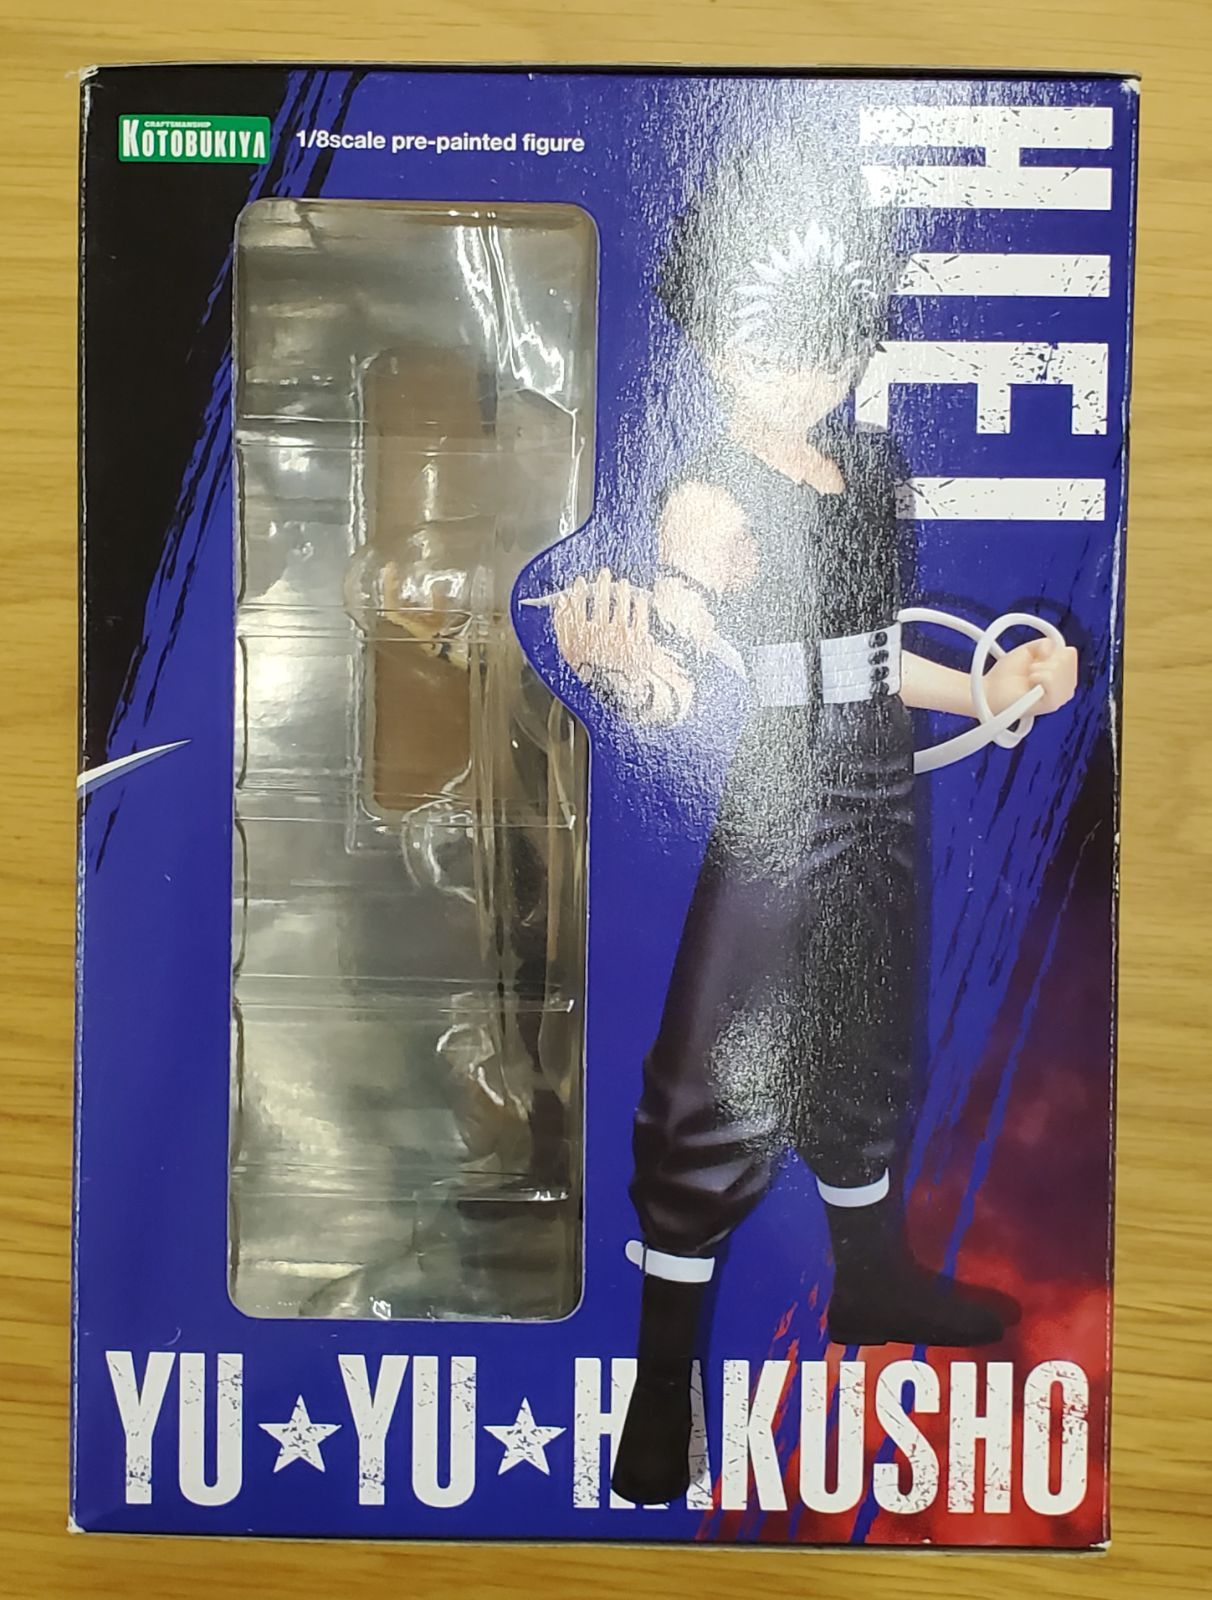 CRAFTSMANSHIP
KOTOBUKIYA
1/8scale pre-painted figure
HIEI
YU★YU★HAKUSHO